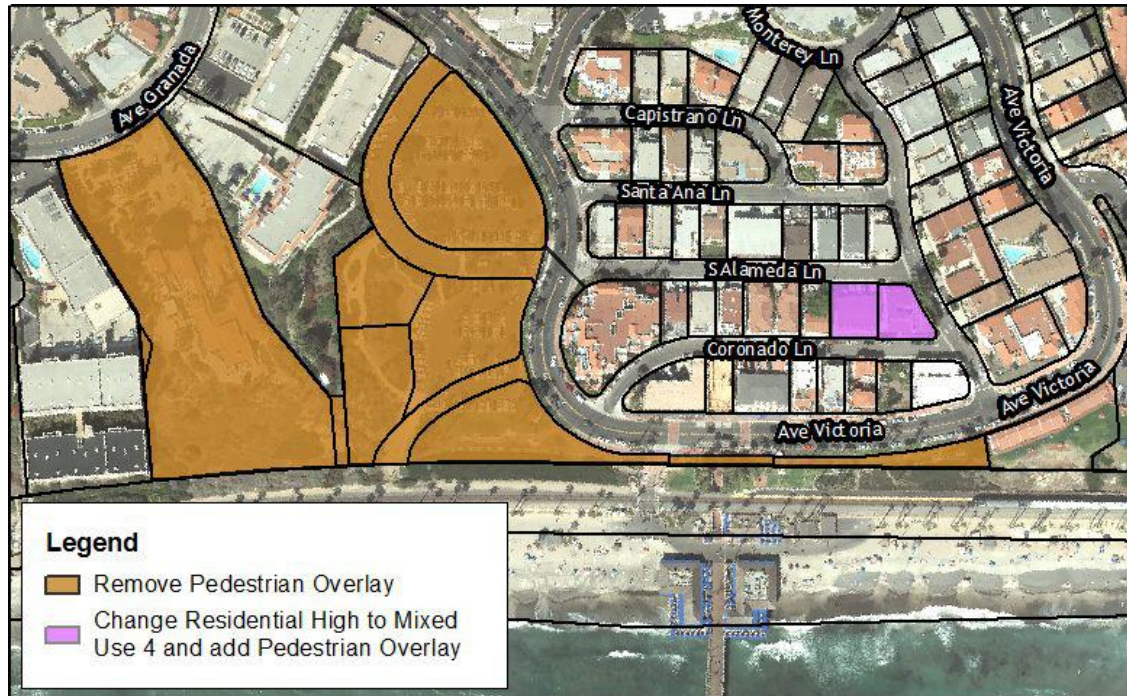 Monterey Ln
Ave Granada
Capistrano Ln
Ave Victoria
Santa Ana Ln
S Alameda Ln
Coronado Ln
Ave Victoria
Ave Victoria
Legend
Remove Pedestrian Overlay
Change Residential High to Mixed
Use 4 and add Pedestrian Overlay